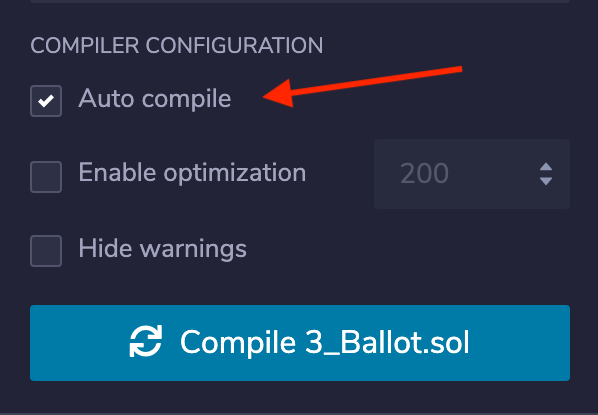 COMPILER CONFIGURATION
Auto compile
Enable optimization 200
Hide warnings
Compile 3_Ballot.sol